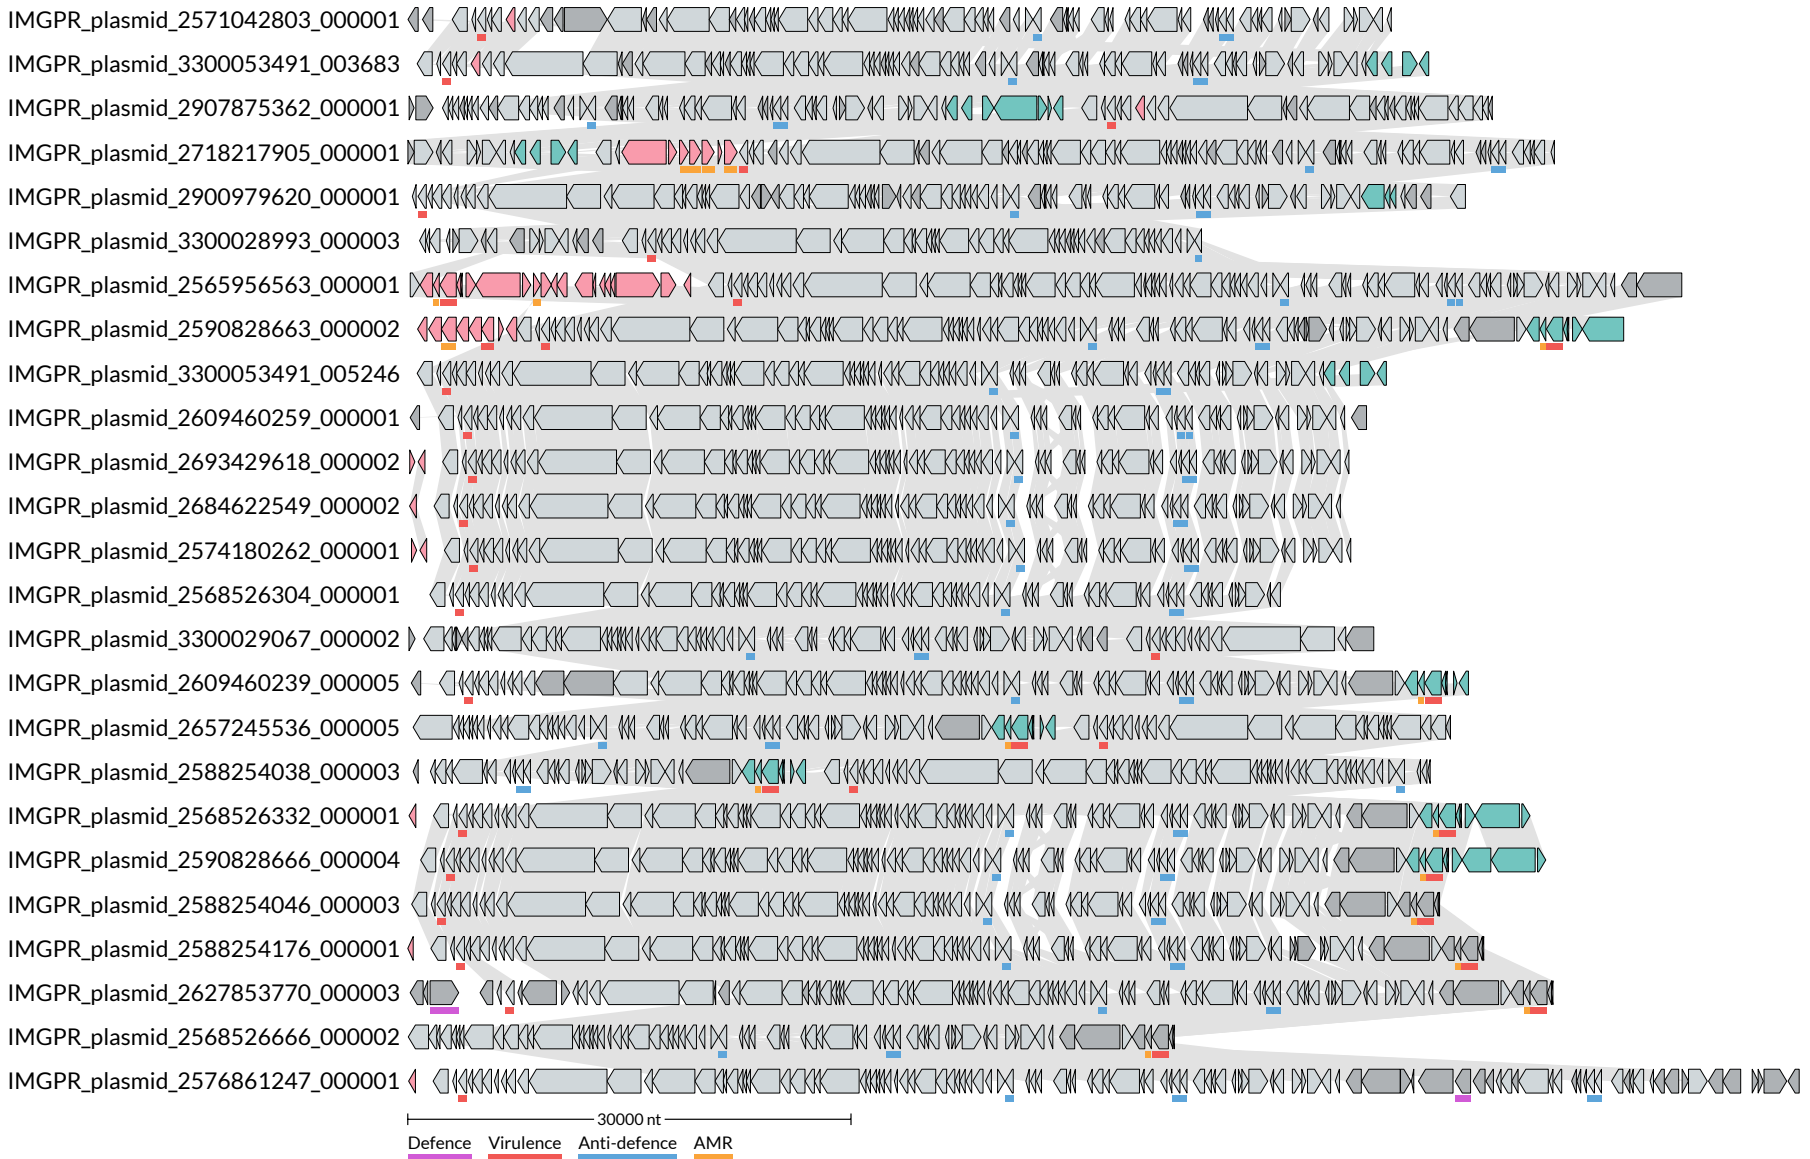 IMGPR_plasmid_2571042803_000001
IMGPR_plasmid_3300053491_003683
IMGPR_plasmid_2907875362_000001
IMGPR_plasmid_2718217905_000001
IMGPR_plasmid_2900979620_000001
IMGPR_plasmid_3300028993_000003
IMGPR_plasmid_2565956563_000001
IMGPR_plasmid_2590828663_000002
IMGPR_plasmid_3300053491_005246
IMGPR_plasmid_2609460259_000001
IMGPR_plasmid_2693429618_000002
IMGPR_plasmid_2684622549_000002
IMGPR_plasmid_2574180262_000001
IMGPR_plasmid_2568526304_000001
IMGPR_plasmid_3300029067_000002
IMGPR_plasmid_2609460239_000005
IMGPR_plasmid_2657245536_000005
IMGPR_plasmid_2588254038_000003
IMGPR_plasmid_2568526332_000001
IMGPR_plasmid_2590828666_000004
IMGPR_plasmid_2588254046_000003
IMGPR_plasmid_2588254176_000001
IMGPR_plasmid_2627853770_000003
IMGPR_plasmid_2568526666_000002
IMGPR_plasmid_2576861247_000001
30000 nt
Defence Virulence Anti-defence AMR